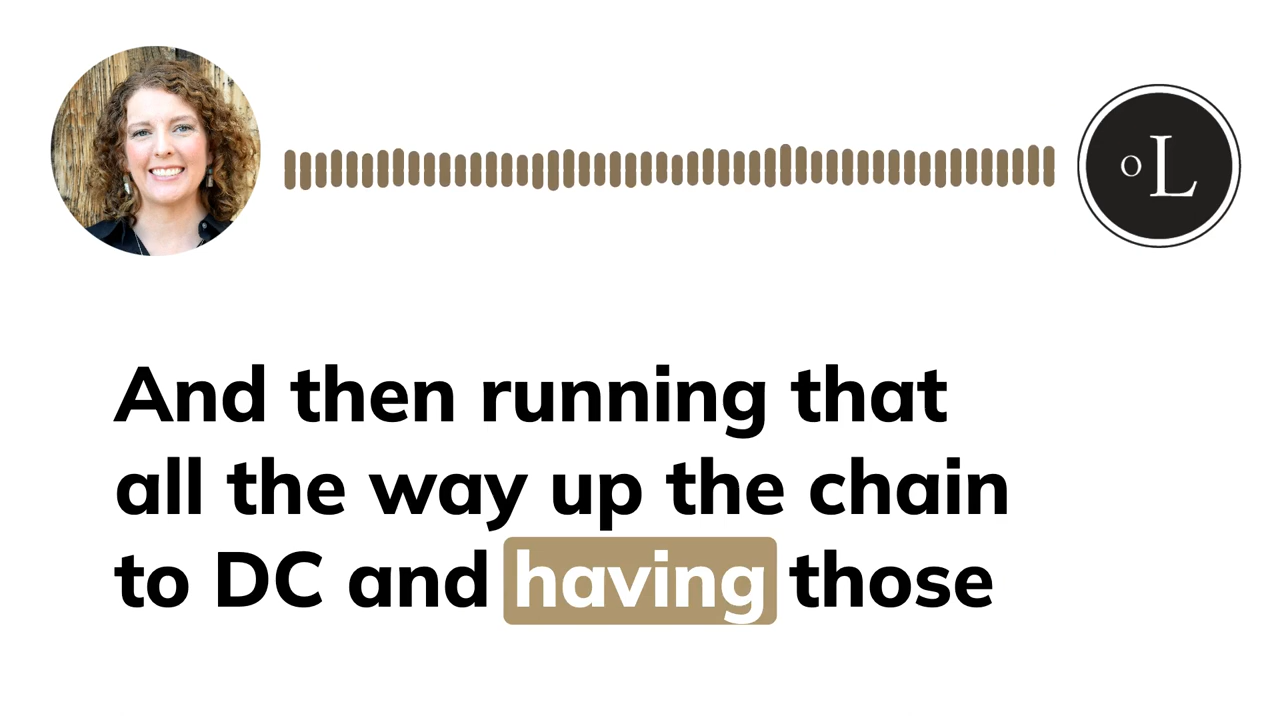 OL
And then running that
all the way up the chain
to DC and having those